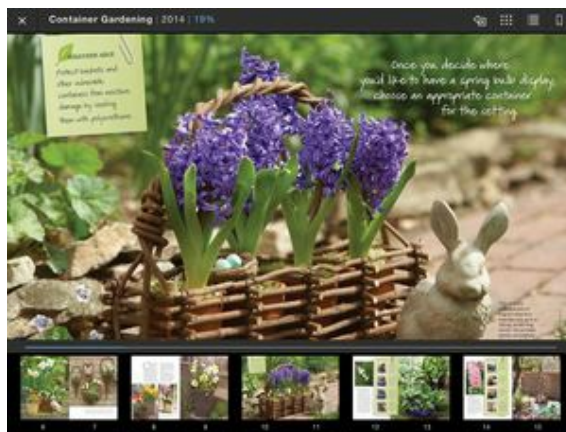 Container Gardening | 2014 | 19%
Protect baskets and
other vulnerable
containers from moisture
damage by sealing
them with polyurethane.
Once you decide where
you'd like to have a spring bulb display,
choose an appropriate container
for the setting.
6 7 8 9 10 11 12 13 14 15